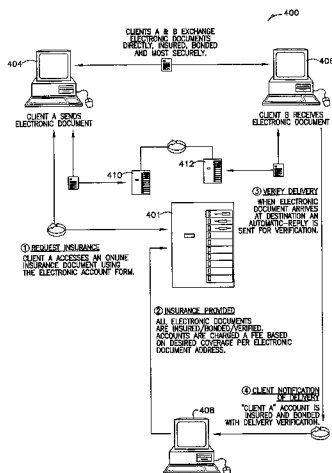 400
CLIENTS A & B EXCHANGE
ELECTRONIC DOCUMENTS
DIRECTLY, INSURED, BONDED
AND MOST SECURELY.
404
406
CLIENT A SENDS
ELECTRONIC DOCUMENT
CLIENT B RECEIVES
ELECTRONIC DOCUMENT
410
412
401
③ VERIFY DELIVERY
WHEN ELECTRONIC
DOCUMENT ARRIVES
AT DESTINATION AN
AUTOMATIC-REPLY IS
SENT FOR VERIFICATION.
① REQUEST INSURANCE
CLIENT A ACCESSES AN ONLINE
INSURANCE DOCUMENT USING
THE ELECTRONIC ACCOUNT FORM.
② INSURANCE PROVIDED
ALL ELECTRONIC DOCUMENTS
ARE INSURED/BONDED/VERIFIED.
ACCOUNTS ARE CHARGED A FEE BASED
ON DESIRED COVERAGE PER ELECTRONIC
DOCUMENT ADDRESS.
④ CLIENT NOTIFICATION
OF DELIVERY
"CLIENT A" ACCOUNT IS
INSURED AND BONDED
WITH DELIVERY VERIFICATION.
408